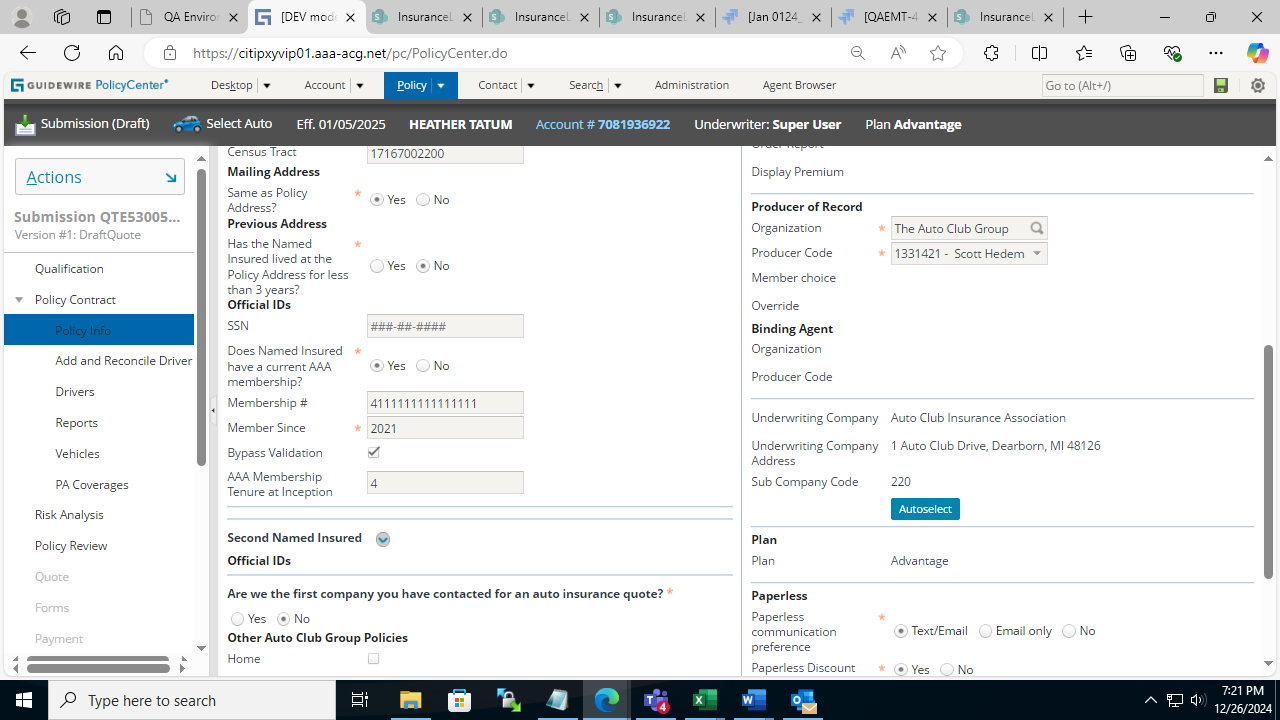 QA Environ
[DEV mode
InsuranceL
InsuranceL
InsuranceL
[Jan 0124_
[QAEMT-4
InsuranceL
https://citipxyvip01.aaa-acg.net/pc/PolicyCenter.do
GUIDEWIRE PolicyCenter
Desktop
Account
Policy
Contact
Search
Administration
Agent Browser
Go to (Alt+/)
Submission (Draft)
Select Auto
Eff. 01/05/2025
HEATHER TATUM
Account # 7081936922
Underwriter: Super User
Plan Advantage
Actions
Submission QTE53005...
Version #1: DraftQuote
Qualification
Policy Contract
Policy Info
Add and Reconcile Driver
Drivers
Reports
Vehicles
PA Coverages
Risk Analysis
Policy Review
Quote
Forms
Payment
Census Tract
17167002200
Mailing Address
Same as Policy
Address?
* Yes No
Previous Address
Has the Named
Insured lived at the
Policy Address for less
than 3 years?
* Yes No
Official IDs
SSN
###-##-####
Does Named Insured
have a current AAA
membership?
* Yes No
Membership #
4111111111111111
Member Since *
2021
Bypass Validation
AAA Membership
Tenure at Inception
4
Second Named Insured
Official IDs
Are we the first company you have contacted for an auto insurance quote? *
Yes No
Other Auto Club Group Policies
Home
Order Report
Display Premium
Producer of Record
Organization *
The Auto Club Group
Producer Code *
1331421 - Scott Hedem
Member choice
Override
Binding Agent
Organization
Producer Code
Underwriting Company
Auto Club Insurance Association
Underwriting Company
Address
1 Auto Club Drive, Dearborn, MI 48126
Sub Company Code
220
Autoselect
Plan
Plan
Advantage
Paperless
Paperless
communication
preference
* Text/Email Email only No
Paperless Discount
* Yes No
Type here to search
4
7:21 PM
12/26/2024